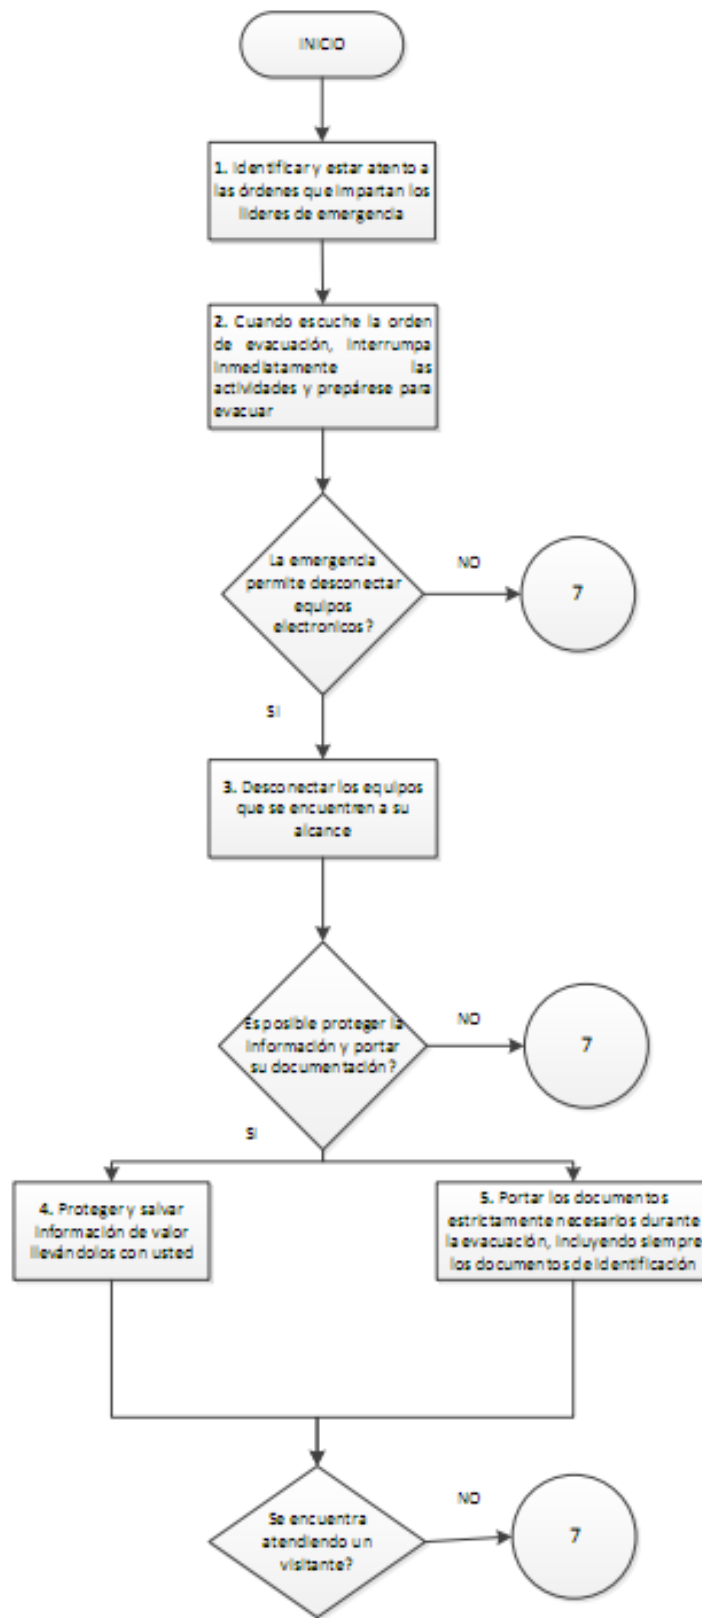 INICIO
1. Identificar y estar atento a
las órdenes que impartan los
lideres de emergencia
2. Cuando escuche la orden
de evacuación, interrumpa
inmediatamente las
actividades y prepárese para
evacuar
La emergencia
permite desconectar
equipos
electronicos?
NO
7
SI
3. Desconectar los equipos
que se encuentren a su
alcance
Es posible proteger la
información y portar
su documentación?
NO
7
SI
4. Proteger y salvar
información de valor
llevándolos con usted
5. Portar los documentos
estrictamente necesarios durante
la evacuación, incluyendo siempre
los documentos de identificación
Se encuentra
atendiendo un
visitante?
NO
7